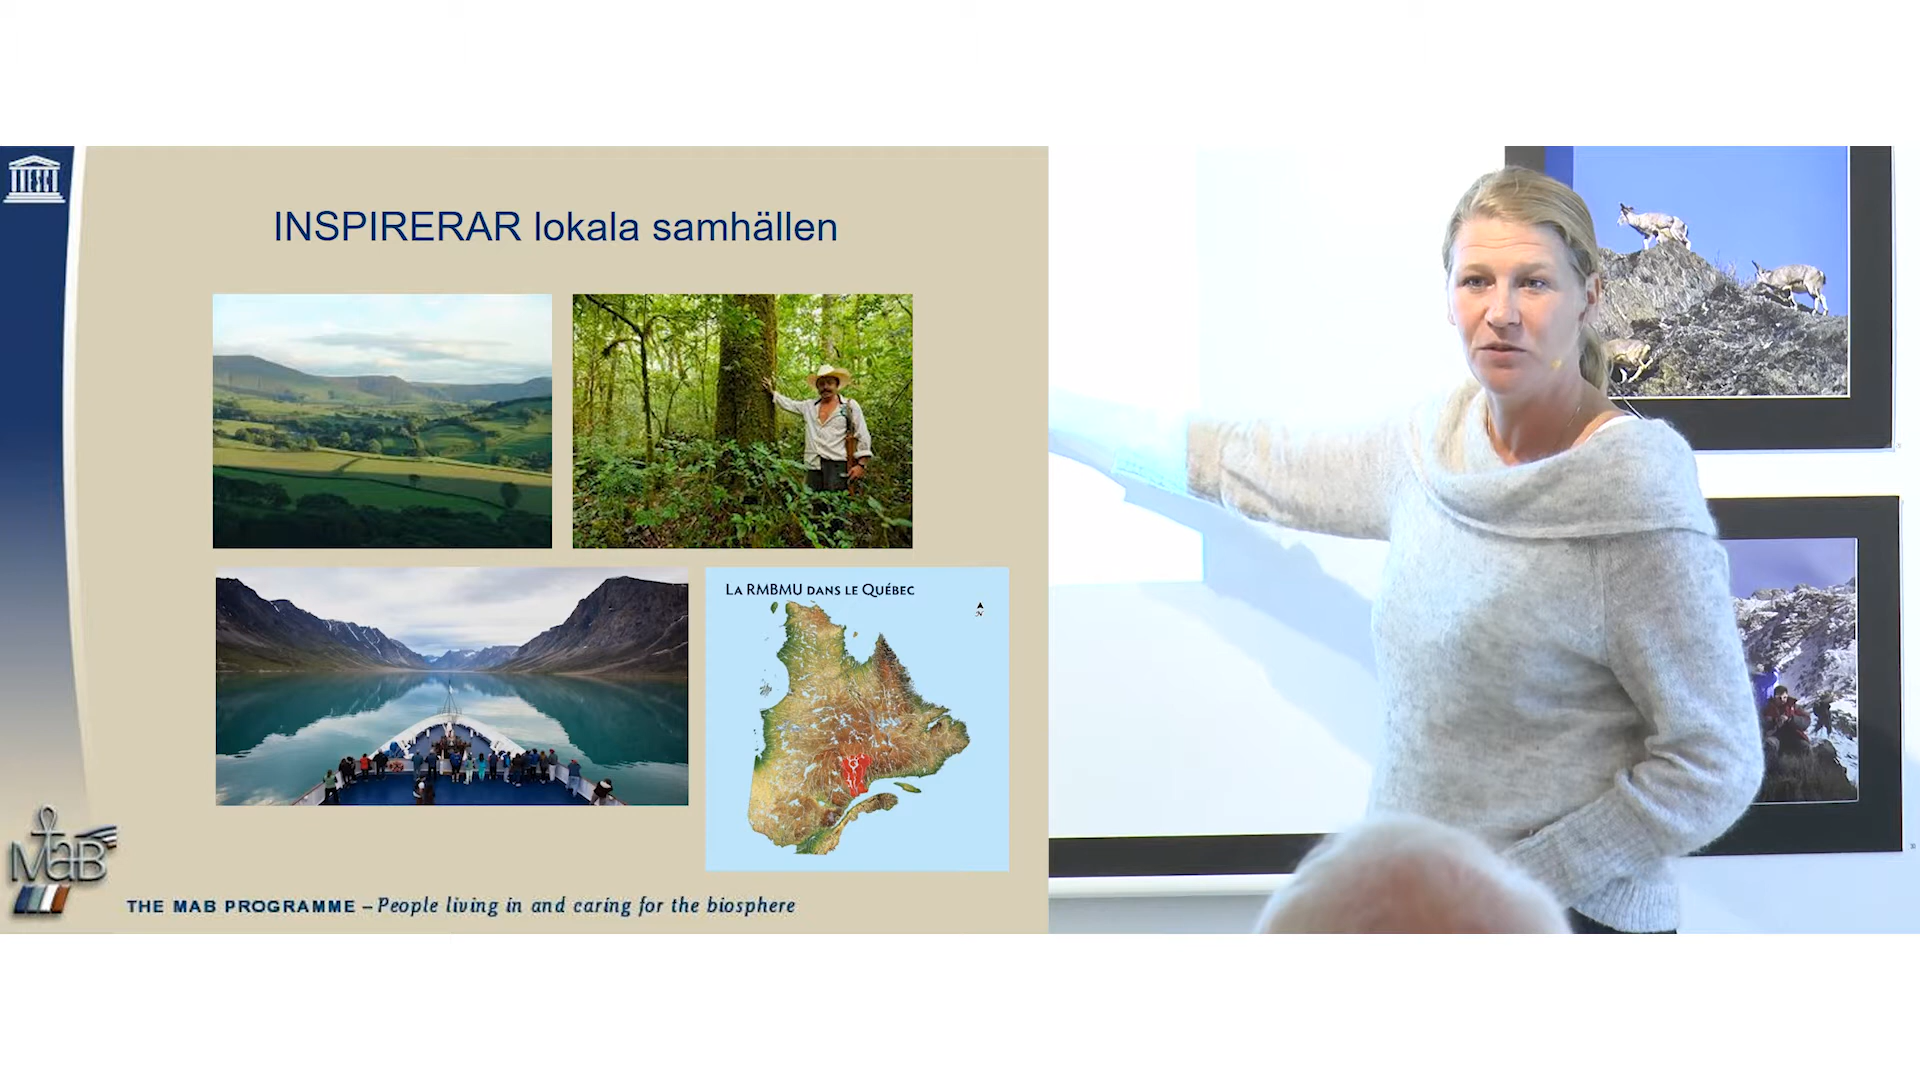 INSPIRERAR lokala samhällen
LA RMBMU DANS LE QUÉBEC
N
MaB
THE MAB PROGRAMME – People living in and caring for the biosphere